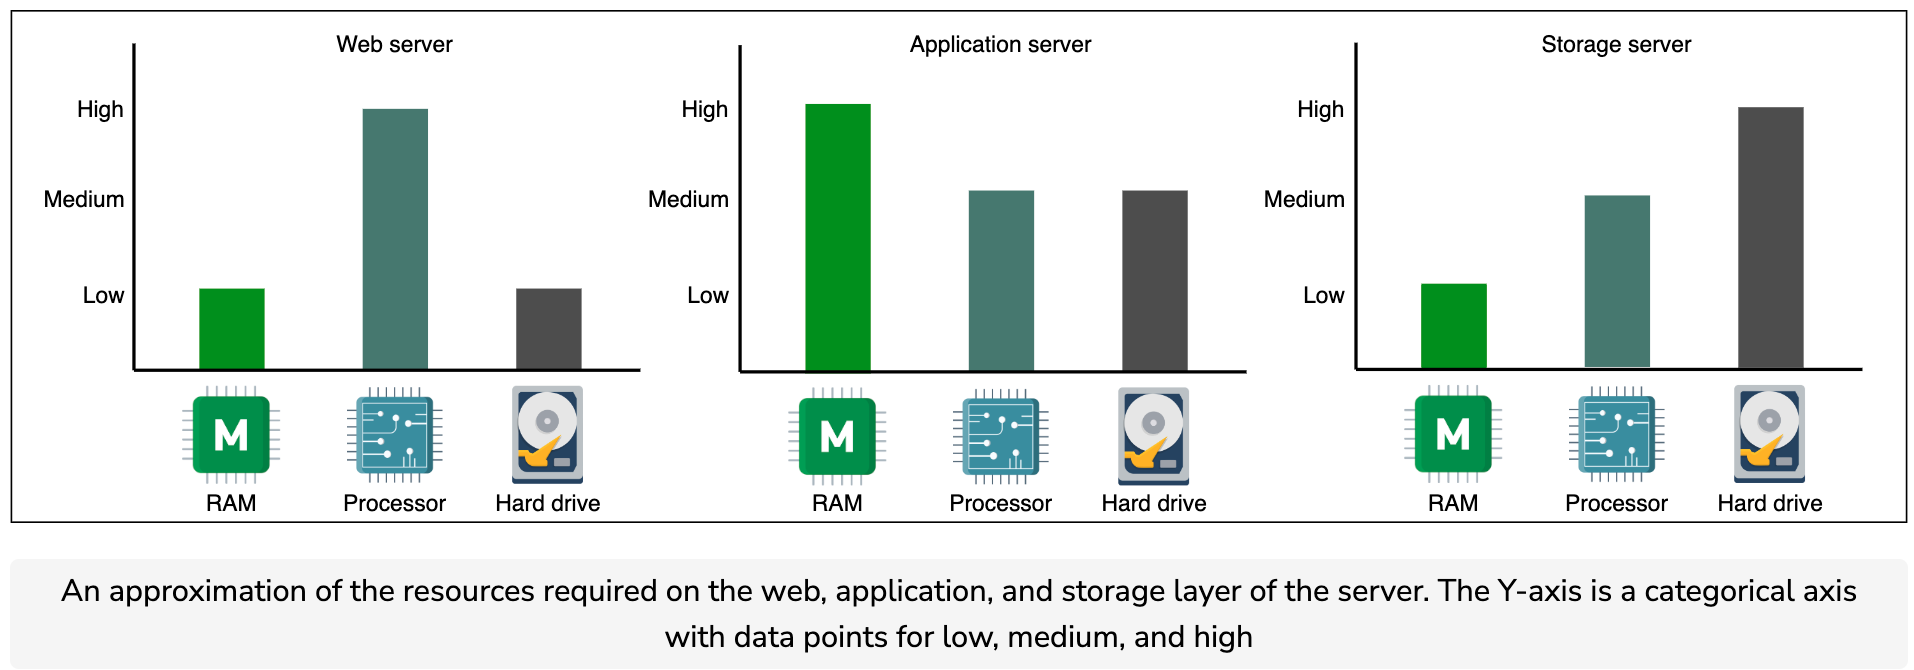 Web server
High
Medium
Low
M
RAM
Processor
Hard drive
Application server
High
Medium
Low
M
RAM
Processor
Hard drive
Storage server
High
Medium
Low
M
RAM
Processor
Hard drive
An approximation of the resources required on the web, application, and storage layer of the server. The Y-axis is a categorical axis
with data points for low, medium, and high